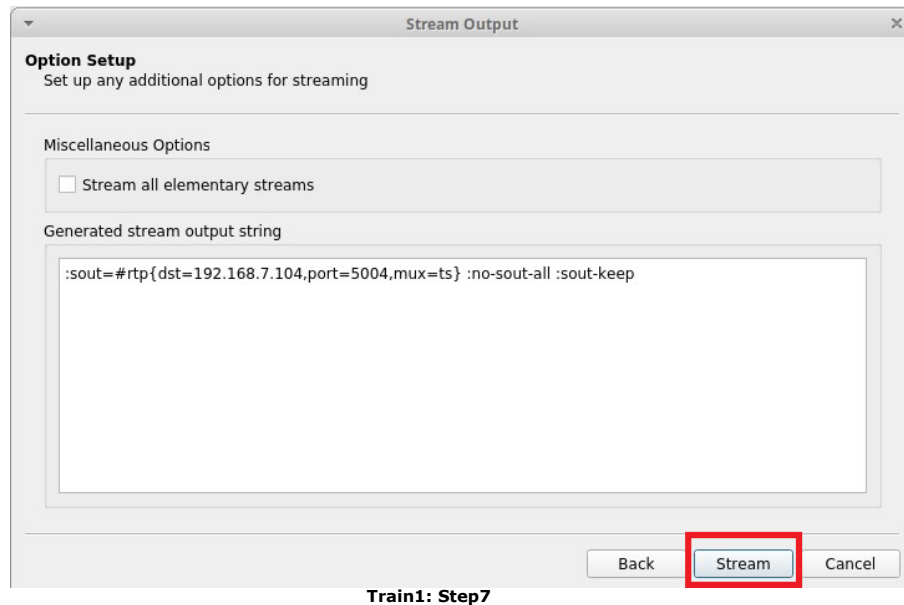 Stream Output
Option Setup
Set up any additional options for streaming
Miscellaneous Options
Stream all elementary streams
Generated stream output string
:sout=#rtp{dst=192.168.7.104,port=5004,mux=ts} :no-sout-all :sout-keep
Back Stream Cancel
Train1: Step7